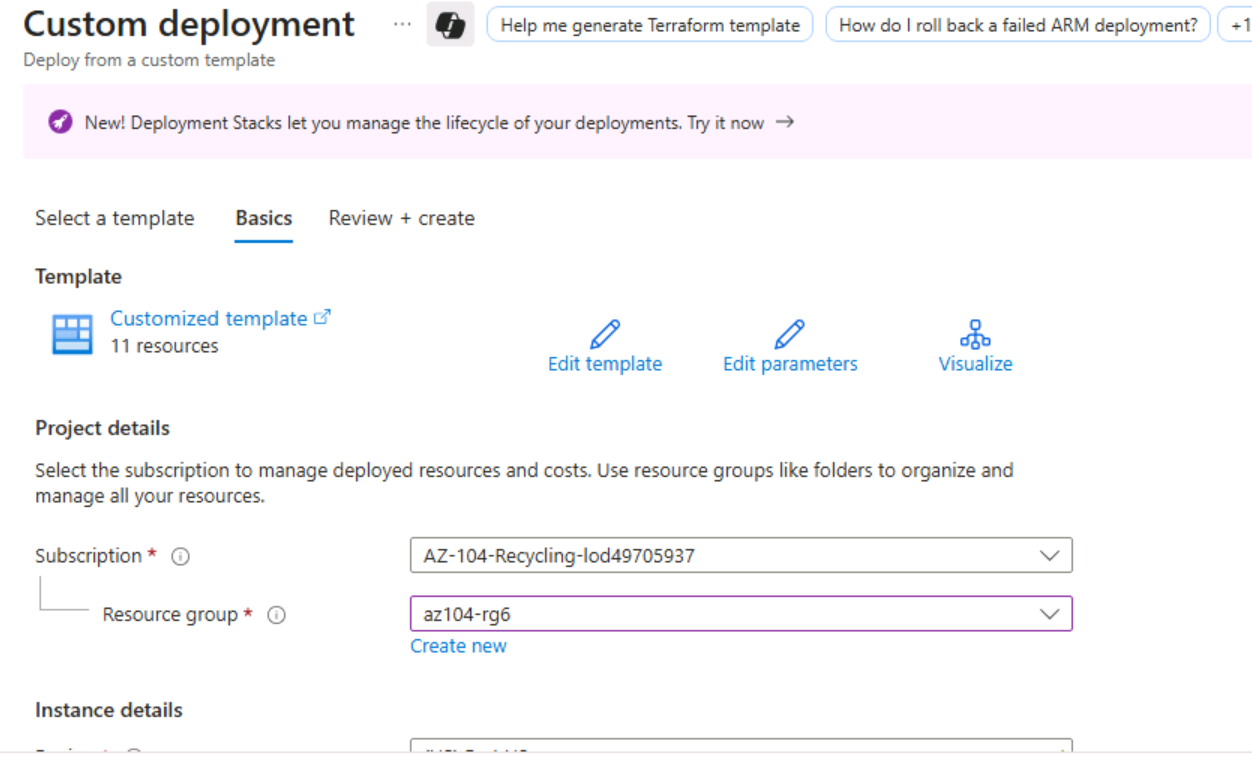 Custom deployment ... Help me generate Terraform template How do I roll back a failed ARM deployment? +1
Deploy from a custom template
New! Deployment Stacks let you manage the lifecycle of your deployments. Try it now →
Select a template Basics Review + create
Template
Customized template
11 resources
Edit template Edit parameters Visualize
Project details
Select the subscription to manage deployed resources and costs. Use resource groups like folders to organize and
manage all your resources.
Subscription * AZ-104-Recycling-lod49705937
Resource group * az104-rg6
Create new
Instance details